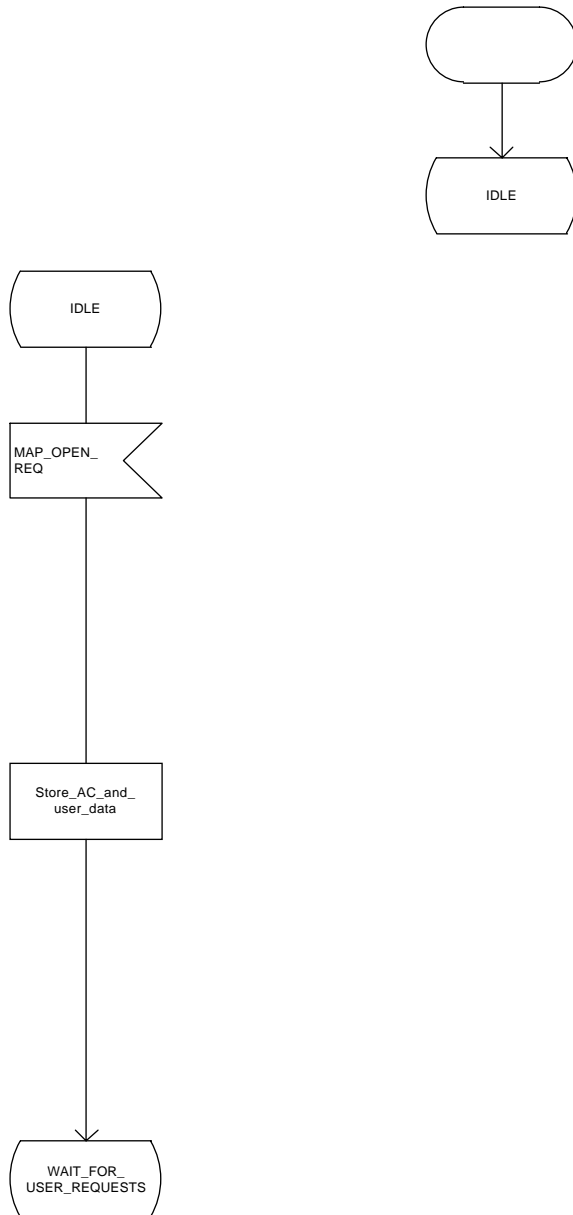 IDLE
IDLE
MAP_OPEN_
REQ
Store_AC_and_
user_data
WAIT_FOR_
USER_REQUESTS